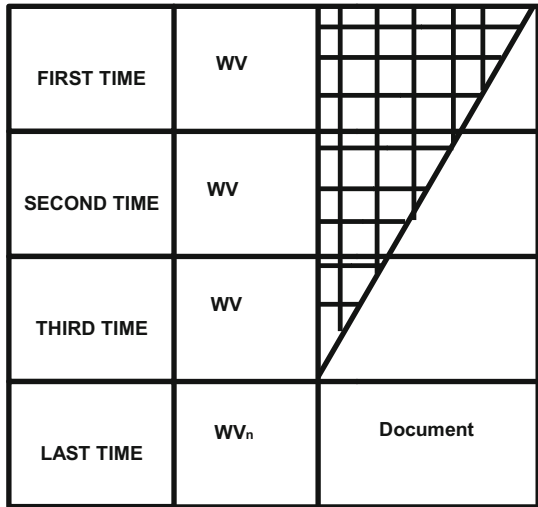 FIRST TIME
WV
SECOND TIME
WV
THIRD TIME
WV
LAST TIME
WVn
Document